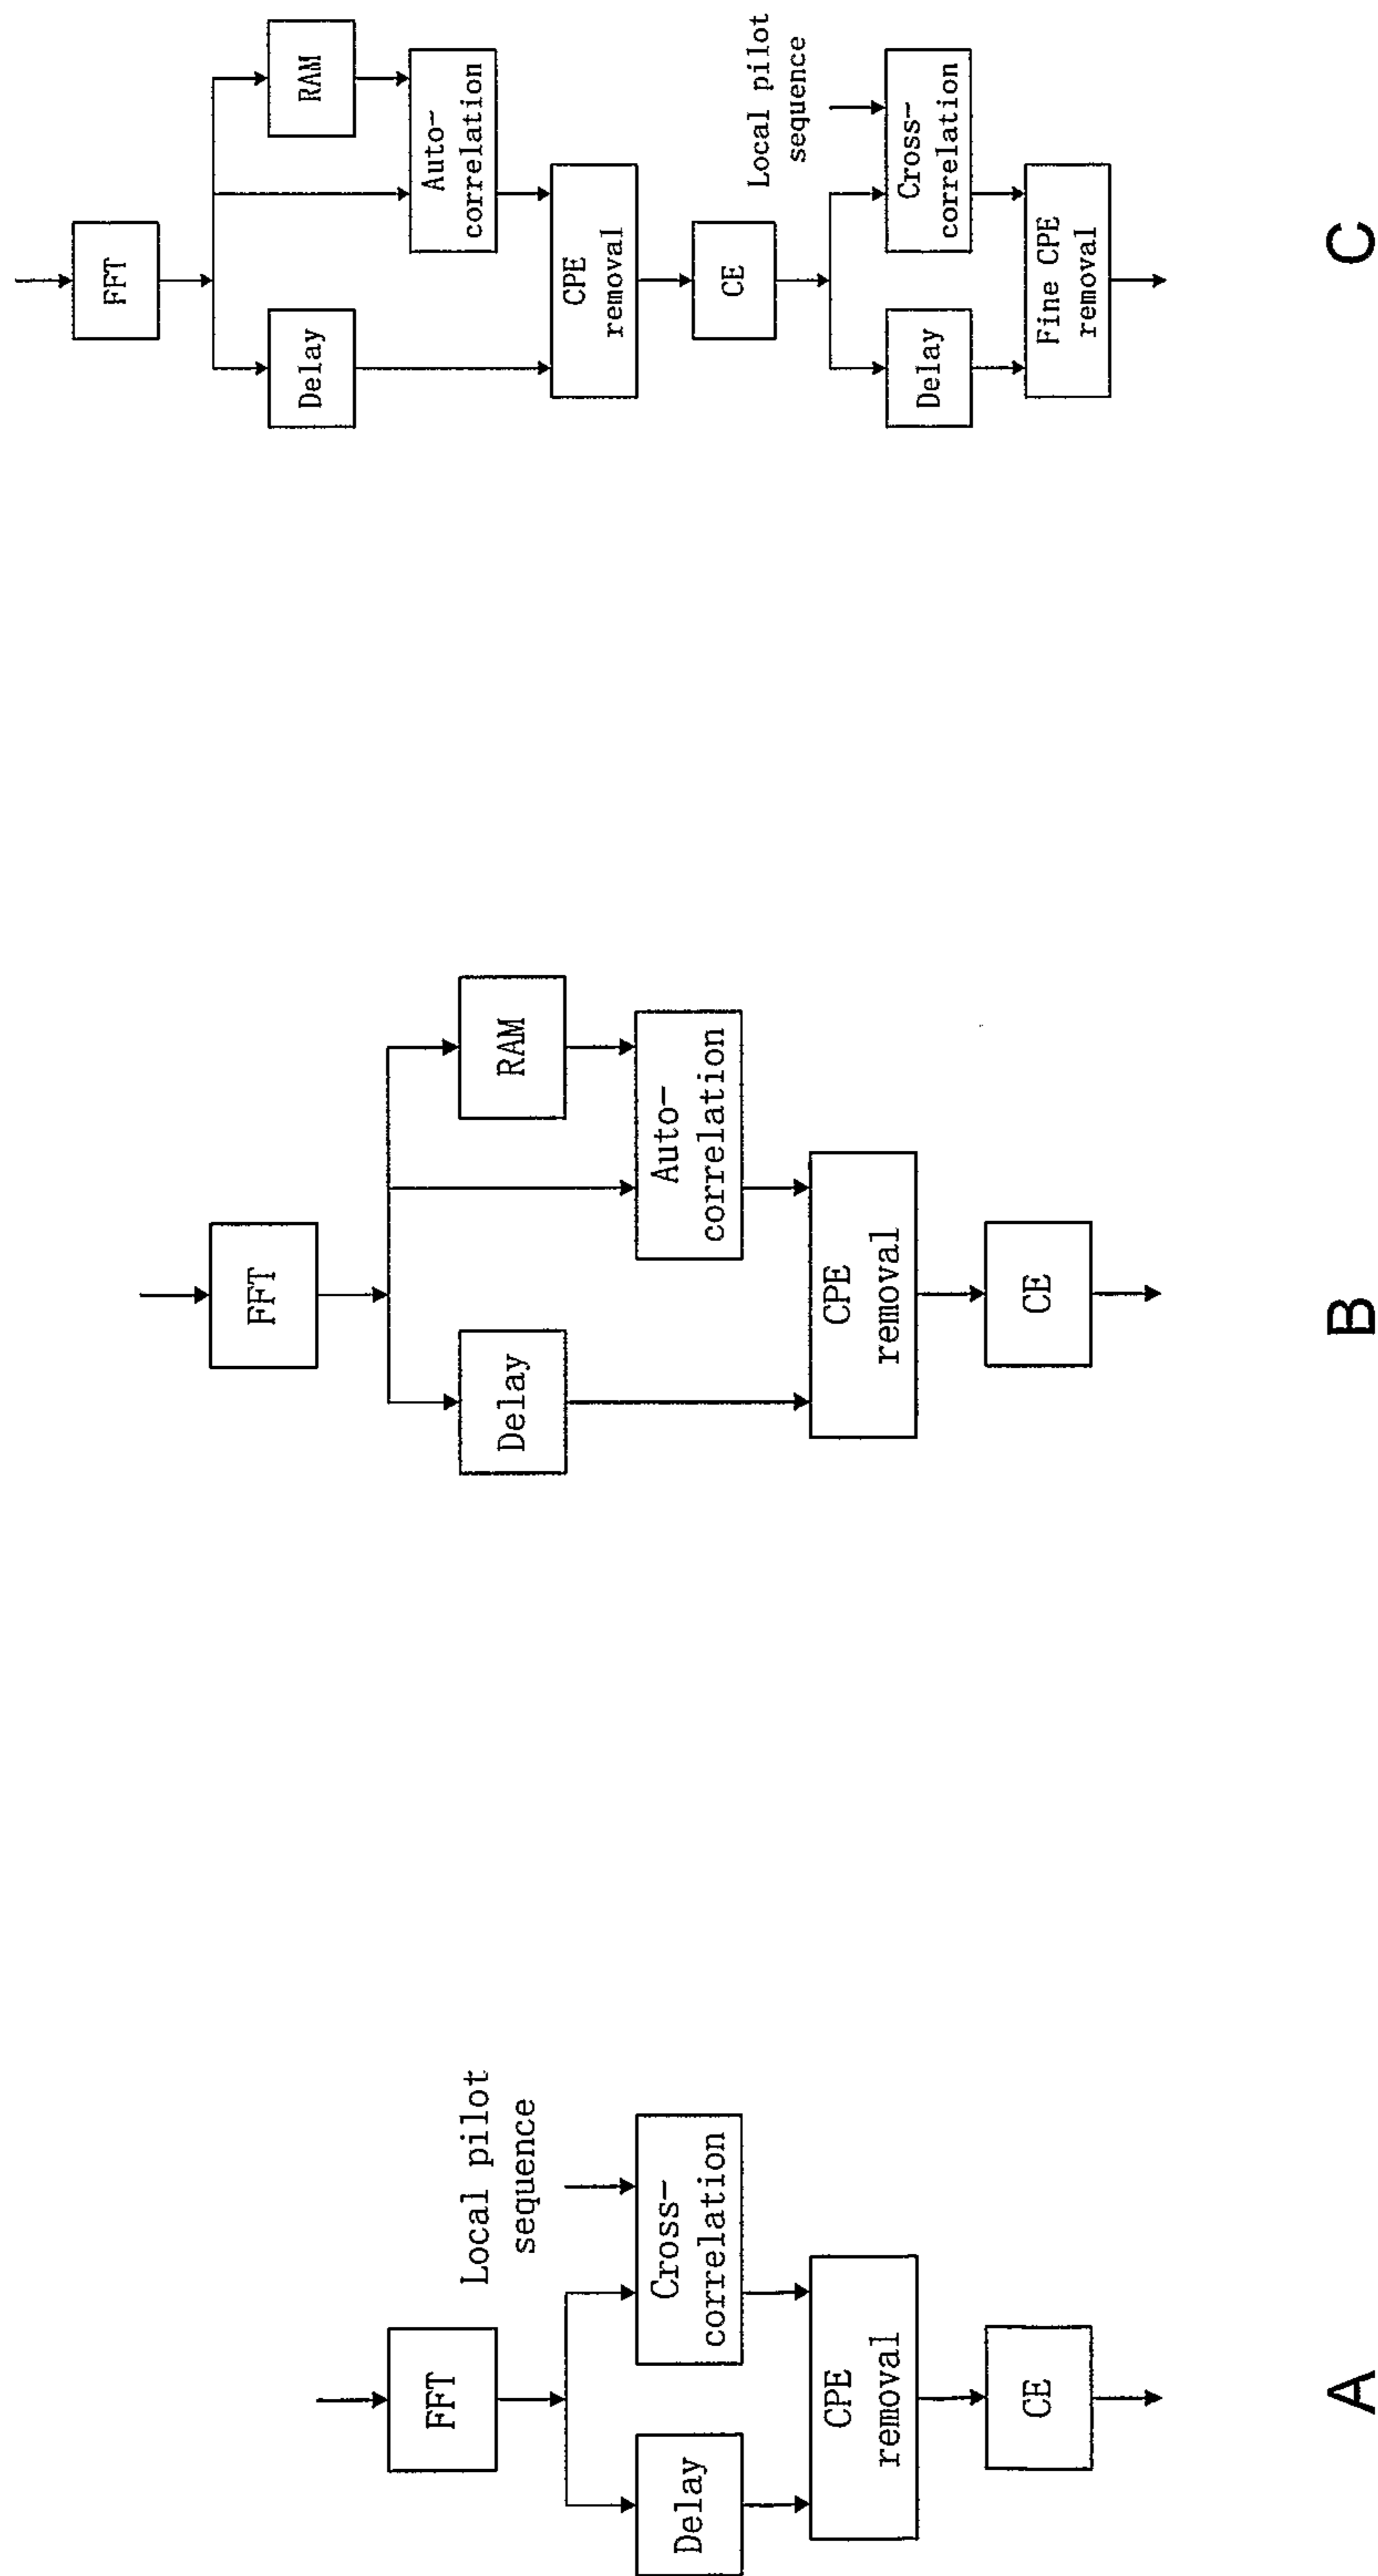 FFT
Local pilot
sequence
Delay
Cross-
correlation
CPE
removal
CE
A
FFT
Delay
RAM
Auto-
correlation
CPE
removal
CE
B
FFT
Delay
RAM
Auto-
correlation
CPE
removal
CE
Local pilot
sequence
Delay
Cross-
correlation
Fine CPE
removal
C